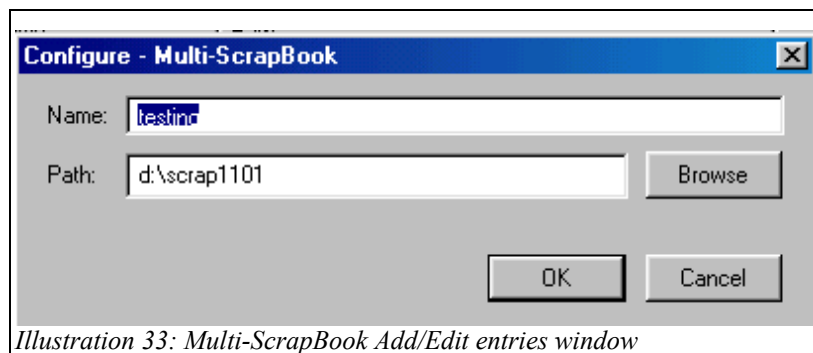 Configure - Multi-ScrapBook
Name: testing
Path: d:\scrap1101 Browse
OK Cancel
Illustration 33: Multi-ScrapBook Add/Edit entries window